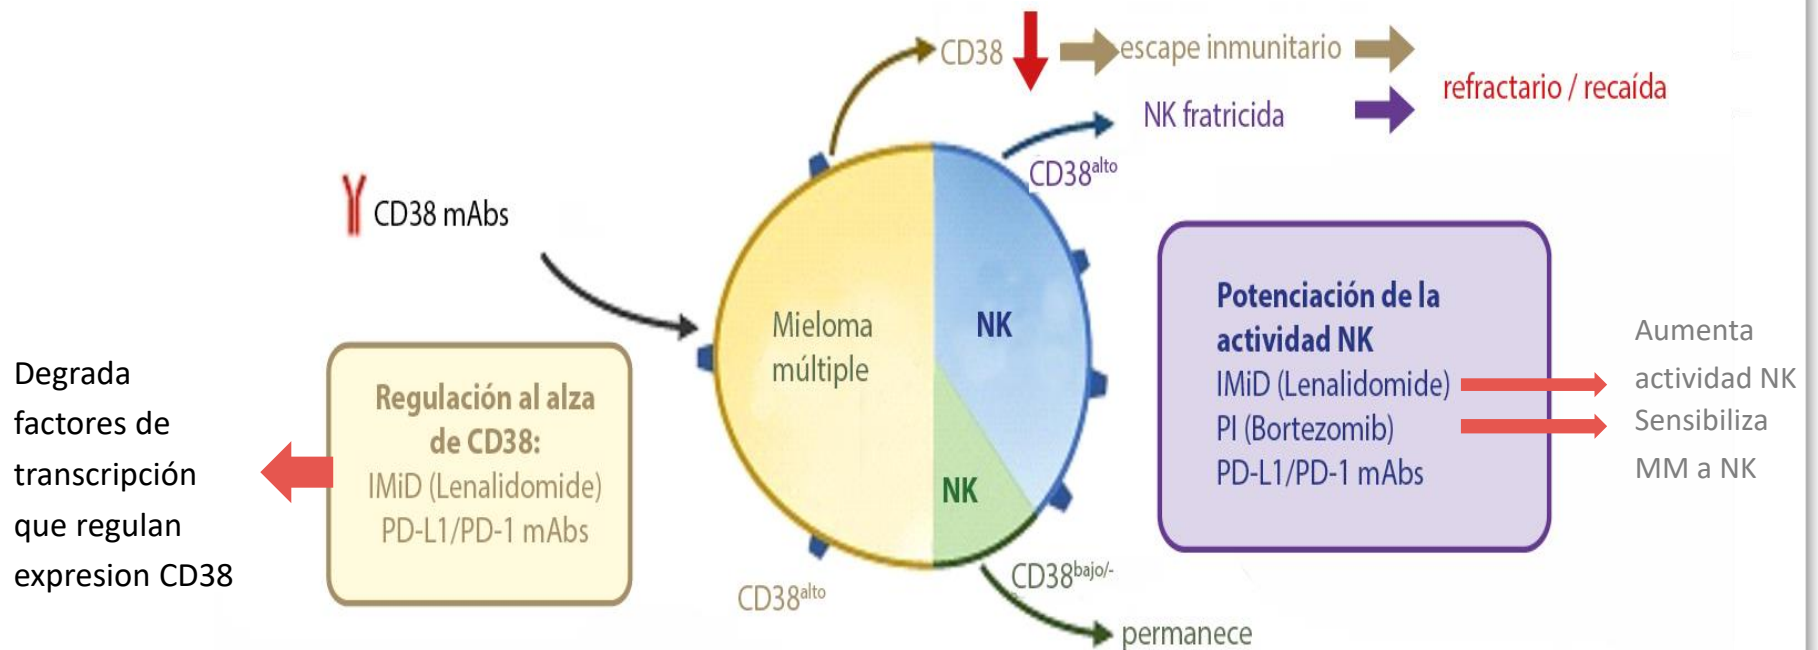 CD38
escape inmunitario
refractario / recaída
NK fratricida
CD38alto
CD38 mAbs
Mieloma
múltiple
NK
NK
Degrada
factores de
transcripción
que regulan
expresion CD38
Regulación al alza
de CD38:
IMiD (Lenalidomide)
PD-L1/PD-1 mAbs
CD38alto
CD38bajo/-
permanece
Potenciación de la
actividad NK
IMiD (Lenalidomide)
PI (Bortezomib)
PD-L1/PD-1 mAbs
Aumenta
actividad NK
Sensibiliza
MM a NK